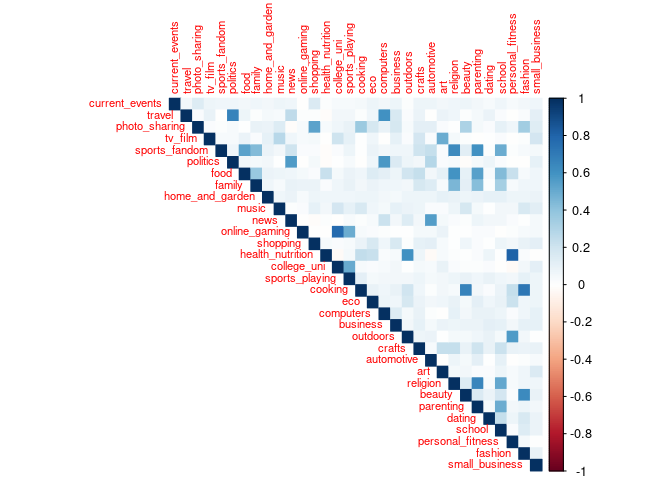 current_events
travel
photo_sharing
tv_film
sports_fandom
politics
food
family
home_and_garden
music
news
online_gaming
shopping
health_nutrition
college_uni
sports_playing
cooking
eco
computers
business
outdoors
crafts
automotive
art
religion
beauty
parenting
dating
school
personal_fitness
fashion
small_business
current_events
travel
photo_sharing
tv_film
sports_fandom
politics
food
family
home_and_garden
music
news
online_gaming
shopping
health_nutrition
college_uni
sports_playing
cooking
eco
computers
business
outdoors
crafts
automotive
art
religion
beauty
parenting
dating
school
personal_fitness
fashion
small_business
1
0.8
0.6
0.4
0.2
0
-0.2
-0.4
-0.6
-0.8
-1